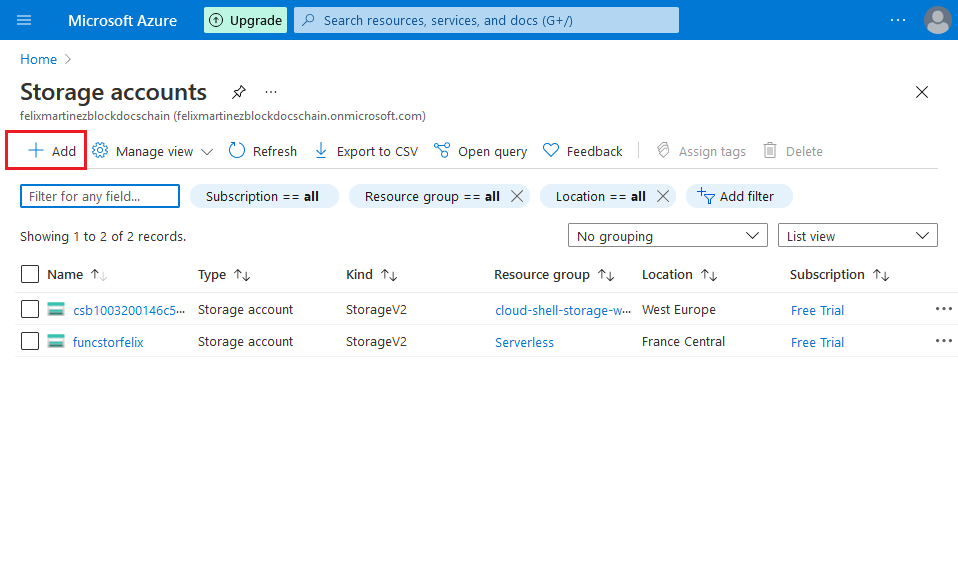 Microsoft Azure Upgrade Search resources, services, and docs (G+/) ...
Home
Storage accounts ...
felixmartinezblockdocschain (felixmartinezblockdocschain.onmicrosoft.com)
Add Manage view Refresh Export to CSV Open query Feedback Assign tags Delete
Filter for any field... Subscription == all Resource group == all Location == all Add filter
Showing 1 to 2 of 2 records. No grouping List view
Name Type Kind Resource group Location Subscription
csb1003200146c5... Storage account StorageV2 cloud-shell-storage-w... West Europe Free Trial ...
funcstorfelix Storage account StorageV2 Serverless France Central Free Trial ...